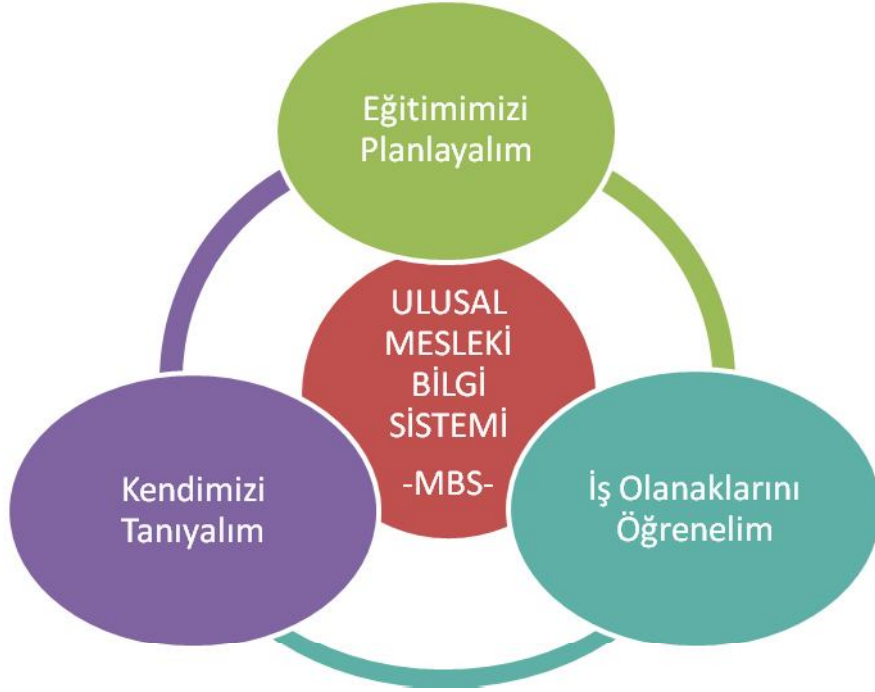 Eğitimimizi
Planlayalım
ULUSAL
MESLEKİ
BİLGİ
SİSTEMİ
-MBS-
Kendimizi
Tanıyalım
İş Olanaklarını
Öğrenelim